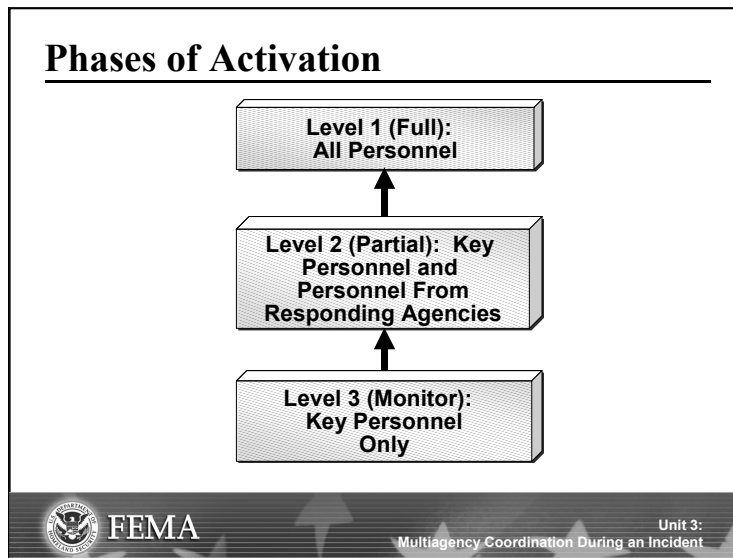 Phases of Activation
Level 1 (Full):
All Personnel
Level 2 (Partial):  Key
Personnel and
Personnel From
Responding Agencies
Level 3 (Monitor):
Key Personnel
Only
FEMA
Unit 3:
Multiagency Coordination During an Incident